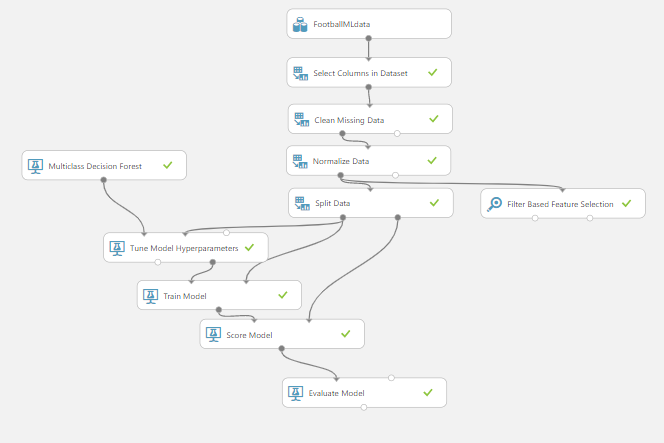 FootballMLdata
Select Columns in Dataset
Clean Missing Data
Multiclass Decision Forest
Normalize Data
Split Data
Filter Based Feature Selection
Tune Model Hyperparameters
Train Model
Score Model
Evaluate Model